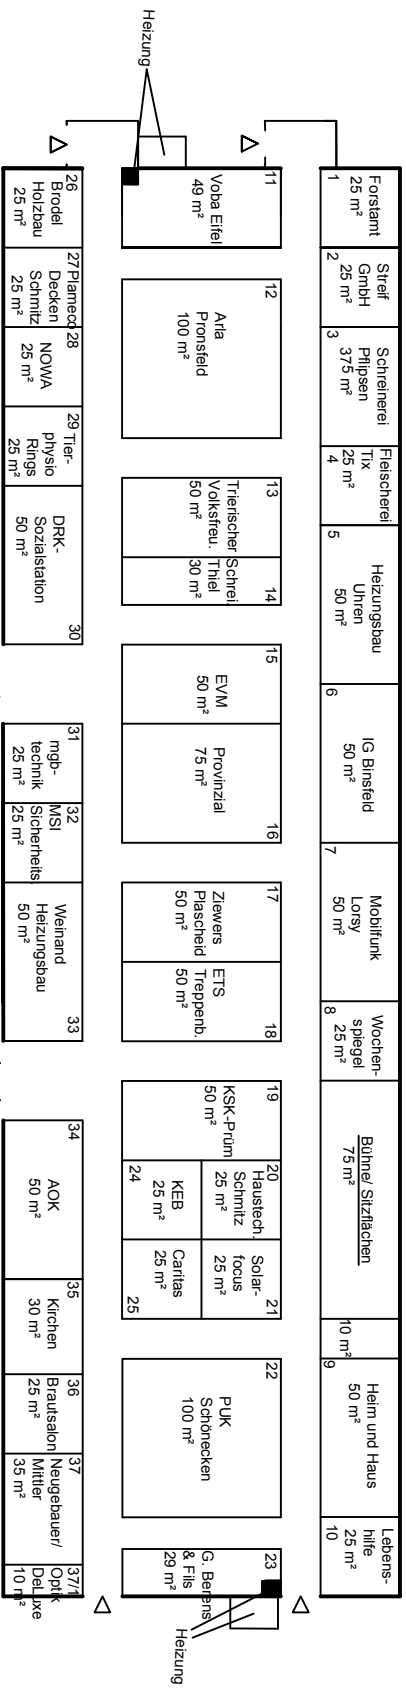 Heizung
1
Forstamt
25 m²
2
Streif
GmbH
25 m²
3
Schreinerei
Pflipsen
375 m²
4
Fleischerei
Tix
25 m²
5
Heizungsbau
Uhren
50 m²
6
IG Binsfeld
50 m²
7
Mobilfunk
Lorsy
50 m²
8
Wochen-
spiegel
25 m²
Bühne/ Sitzflächen
75 m²
10 m²
9
Heim und Haus
50 m²
10
Lebens-
hilfe
25 m²
11
Voba Eifel
49 m²
12
Arla
Pronsfeld
100 m²
13
Trierischer
Volksfreu.
50 m²
14
Schrei.
Thiel
30 m²
15
EVM
50 m²
16
Provinzial
75 m²
17
Ziewers
Plascheid
50 m²
18
ETS
Treppenb.
50 m²
19
KSK-Prüm
50 m²
20
Haustech.
Schmitz
25 m²
21
Solar-
focus
25 m²
24
KEB
25 m²
25
Caritas
25 m²
22
PUK
Schönecken
100 m²
23
G. Berens
& Fils
29 m²
Heizung
26
Brodel
Holzbau
25 m²
27
Plameco
Decken
Schmitz
25 m²
28
NOWA
25 m²
29
Tier-
physio
Rings
25 m²
30
DRK-
Sozialstation
50 m²
31
mgb-
technik
25 m²
32
MSI
Sicherheits.
25 m²
33
Weinand
Heizungsbau
50 m²
34
AOK
50 m²
35
Kirchen
30 m²
36
Brautsalon
25 m²
37
Neugebauer/
Mittler
35 m²
37/1
Optik
DeLuxe
10 m²